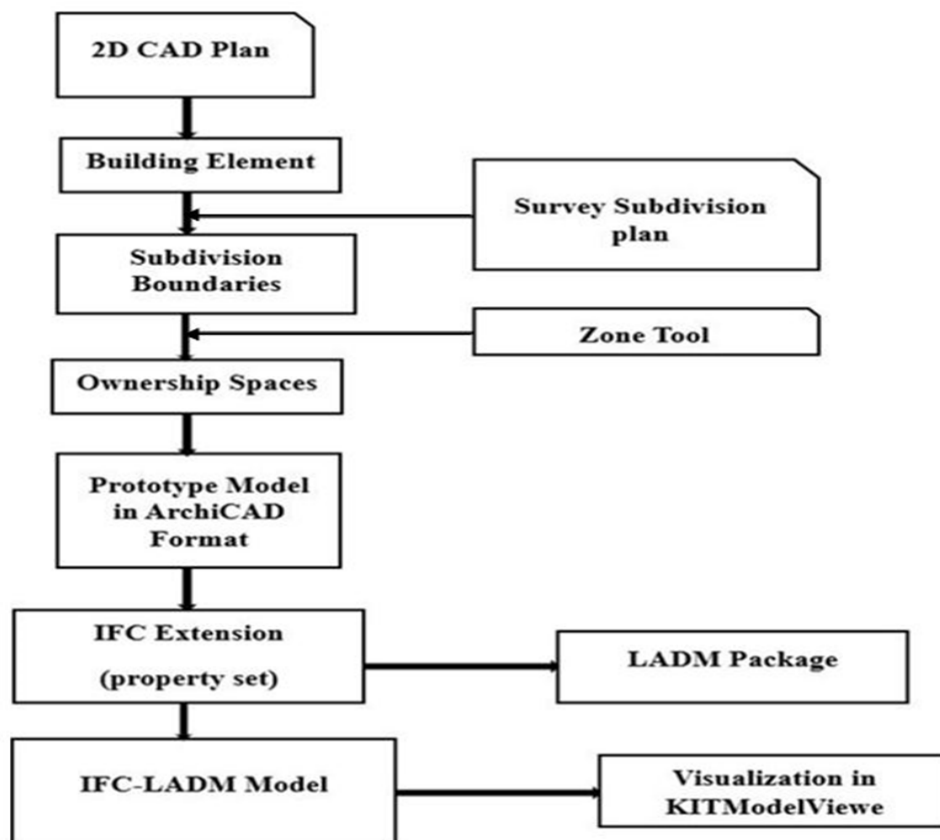 2D CAD Plan
Building Element
Survey Subdivision
plan
Subdivision
Boundaries
Zone Tool
Ownership Spaces
Prototype Model
in ArchiCAD
Format
IFC Extension
(property set)
LADM Package
IFC-LADM Model
Visualization in
KITModelViewe